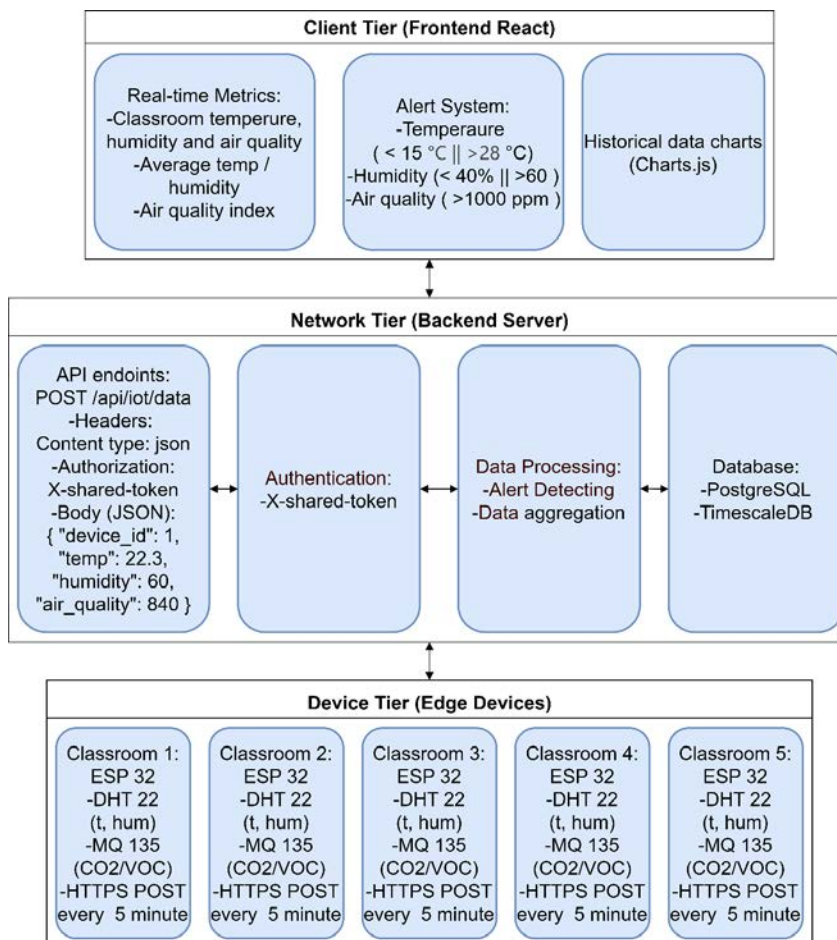 Client Tier (Frontend React)
Real-time Metrics:
-Classroom temperure,
humidity and air quality
-Average temp /
humidity
-Air quality index
Alert System:
-Temperaure
( < 15 °C || >28 °C)
-Humidity (< 40% || >60 )
-Air quality ( >1000 ppm )
Historical data charts
(Charts.js)
Network Tier (Backend Server)
API endoints:
POST /api/iot/data
-Headers:
Content type: json
-Authorization:
X-shared-token
-Body (JSON):
{ "device_id": 1,
"temp": 22.3,
"humidity": 60,
"air_quality": 840 }
Authentication:
-X-shared-token
Data Processing:
-Alert Detecting
-Data aggregation
Database:
-PostgreSQL
-TimescaleDB
Device Tier (Edge Devices)
Classroom 1:
ESP 32
-DHT 22
(t, hum)
-MQ 135
(CO2/VOC)
-HTTPS POST
every 5 minute
Classroom 2:
ESP 32
-DHT 22
(t, hum)
-MQ 135
(CO2/VOC)
-HTTPS POST
every 5 minute
Classroom 3:
ESP 32
-DHT 22
(t, hum)
-MQ 135
(CO2/VOC)
-HTTPS POST
every 5 minute
Classroom 4:
ESP 32
-DHT 22
(t, hum)
-MQ 135
(CO2/VOC)
-HTTPS POST
every 5 minute
Classroom 5:
ESP 32
-DHT 22
(t, hum)
-MQ 135
(CO2/VOC)
-HTTPS POST
every 5 minute